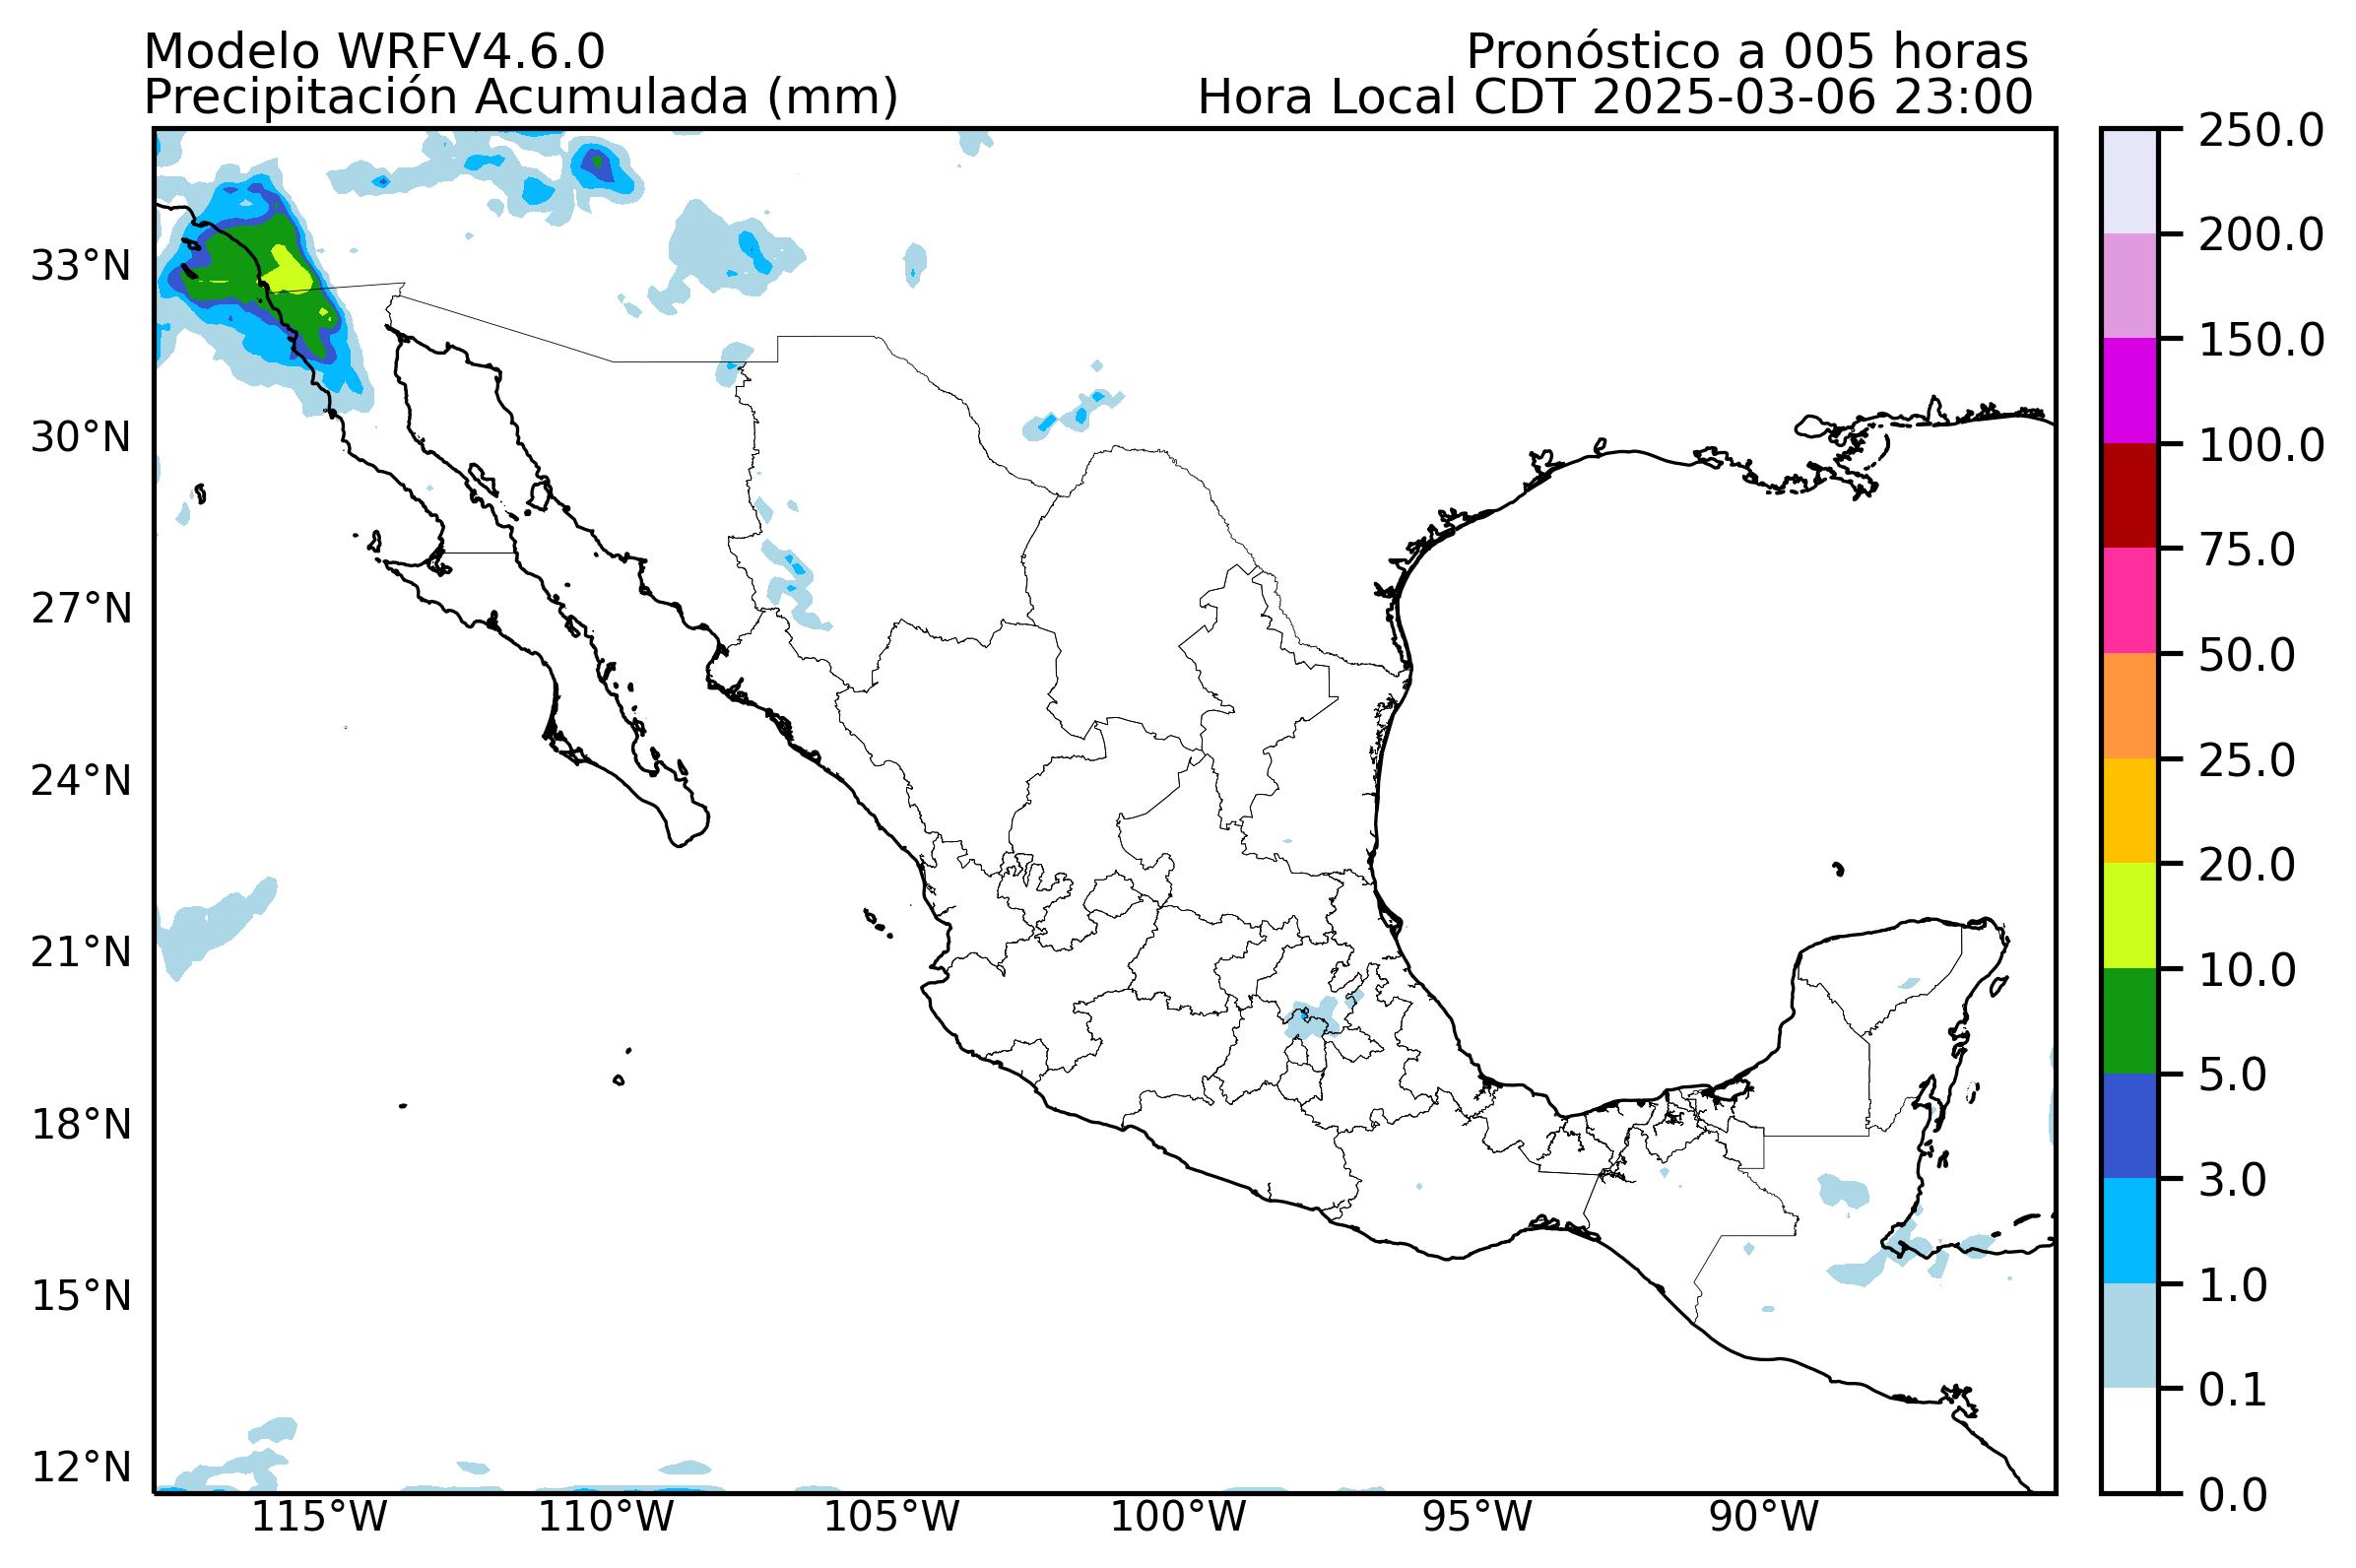 Modelo WRFV4.6.0
Pronóstico a 005 horas
Precipitación Acumulada (mm)
Hora Local CDT 2025-03-06 23:00
33°N
30°N
27°N
24°N
21°N
18°N
15°N
12°N
115°W
110°W
105°W
100°W
95°W
90°W
250.0
200.0
150.0
100.0
75.0
50.0
25.0
20.0
10.0
5.0
3.0
1.0
0.1
0.0